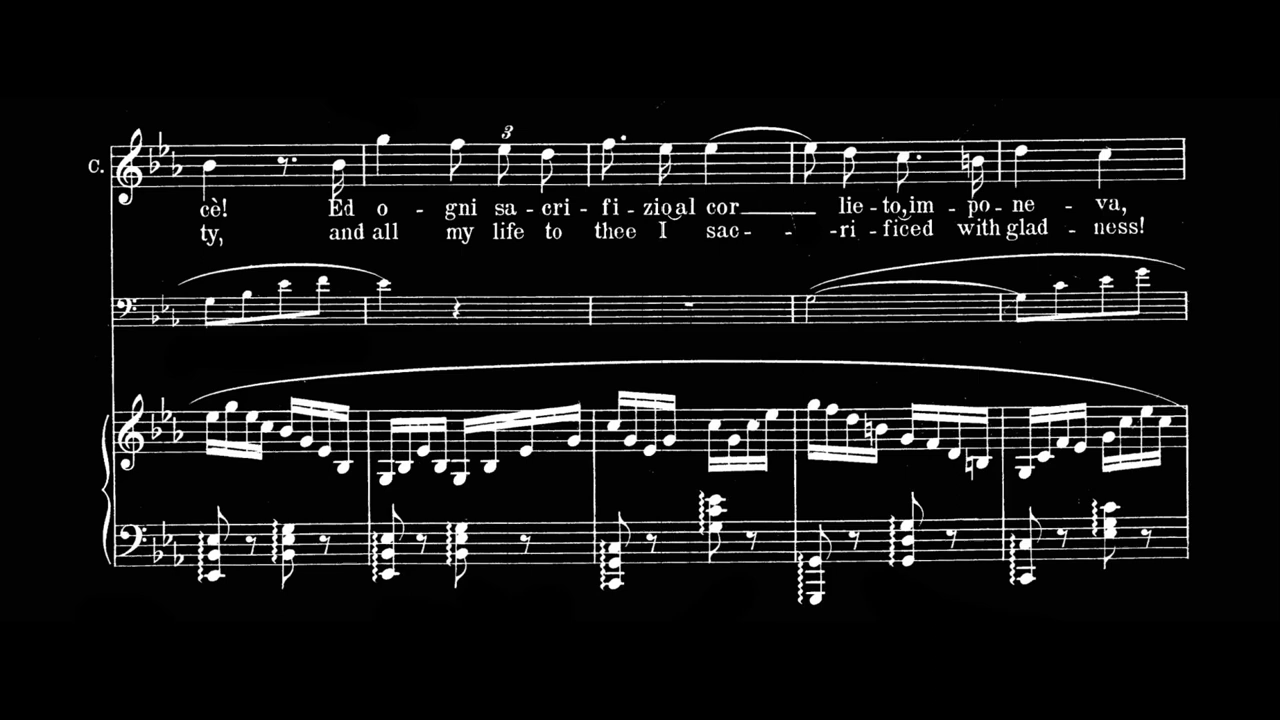 3
C.
cè! Ed o - gni sa - cri - fi - zio‿al cor lie - to,‿im - po - ne - va,
ty, and all my life to thee I sac - - -ri - ficed with glad - ness!